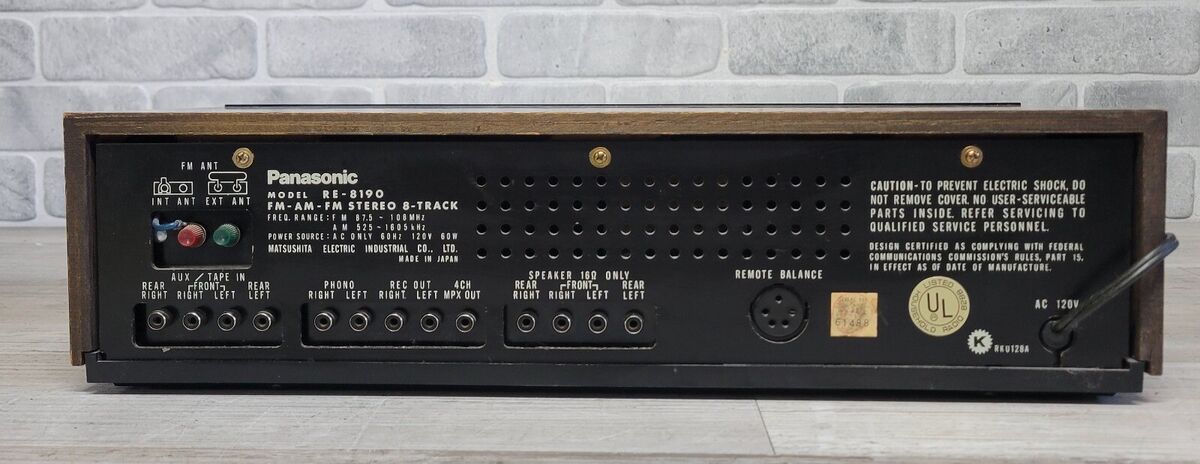 FM ANT
INT ANT EXT ANT
Panasonic
MODEL RE-8190
FM-AM-FM STEREO 8-TRACK
FREQ. RANGE: FM 87.5 ~ 108MHz
AM 525 ~ 1605 kHz
POWER SOURCE: AC ONLY 60Hz 120V 60W
MATSUSHITA ELECTRIC INDUSTRIAL CO., LTD.
MADE IN JAPAN
AUX / TAPE IN
REAR FRONT REAR
RIGHT RIGHT LEFT LEFT
PHONO REC OUT 4CH
RIGHT LEFT RIGHT LEFT MPX OUT
SPEAKER 16Ω ONLY
REAR FRONT REAR
RIGHT RIGHT LEFT LEFT
REMOTE BALANCE
61488
CAUTION-TO PREVENT ELECTRIC SHOCK, DO
NOT REMOVE COVER. NO USER-SERVICEABLE
PARTS INSIDE. REFER SERVICING TO
QUALIFIED SERVICE PERSONNEL.
DESIGN CERTIFIED AS COMPLYING WITH FEDERAL
COMMUNICATIONS COMMISSION'S RULES, PART 15,
IN EFFECT AS OF DATE OF MANUFACTURE.
LISTED 88Z8
UL
HOUSEHOLD RADIO
AC 120V
K
RKU128A